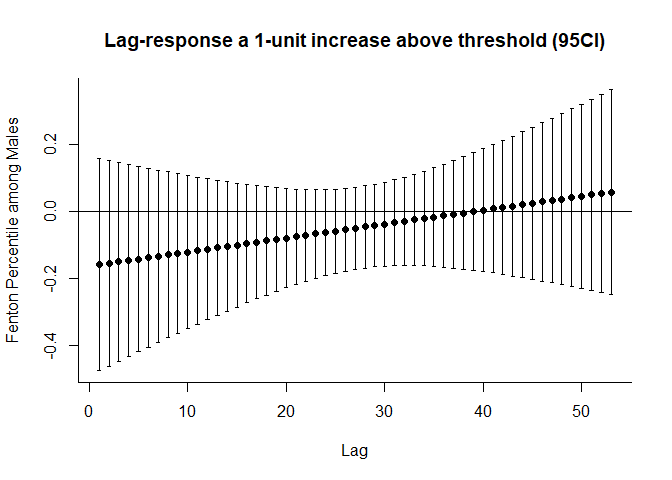 Lag-response a 1-unit increase above threshold (95CI)
Fenton Percentile among Males
0.2
0.0
-0.2
-0.4
0 10 20 30 40 50
Lag